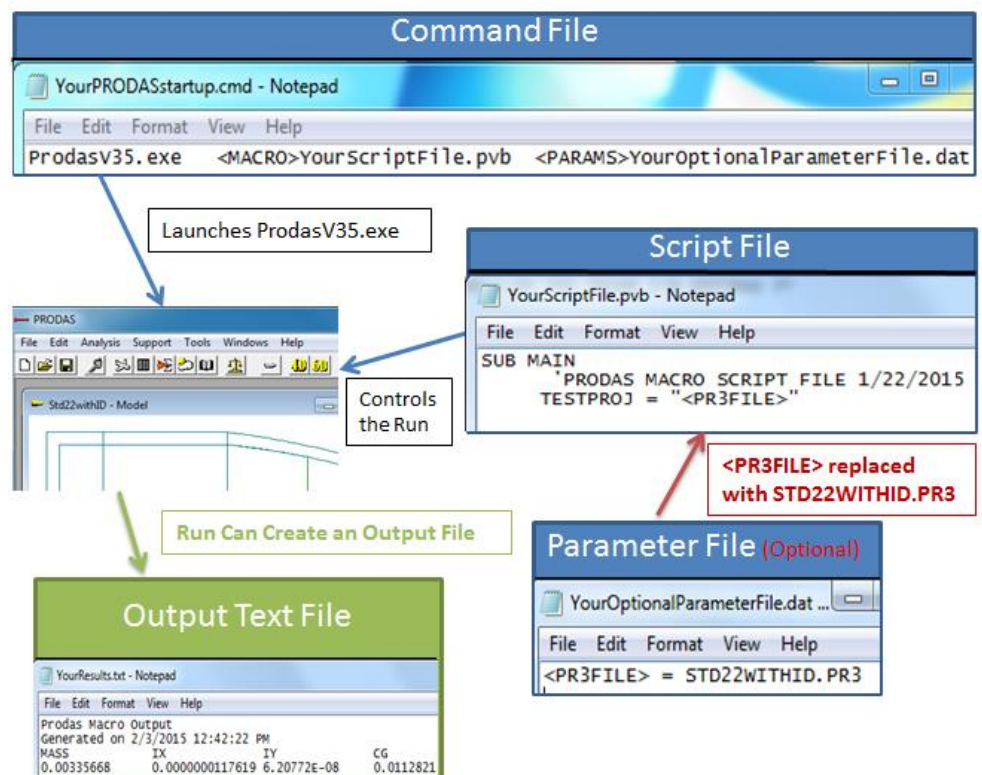 Command File
YourPRODASstartup.cmd - Notepad
File Edit Format View Help
ProdasV35.exe <MACRO>YourScriptFile.pvb <PARAMS>YourOptionalParameterFile.dat
Launches ProdasV35.exe
Script File
YourScriptFile.pvb - Notepad
File Edit Format View Help
SUB MAIN
'PRODAS MACRO SCRIPT FILE 1/22/2015
TESTPROJ = "<PR3FILE>"
PRODAS
File Edit Analysis Support Tools Windows Help
Std22withID - Model
Controls
the Run
<PR3FILE> replaced
with STD22WITHID.PR3
Run Can Create an Output File
Parameter File (Optional)
YourOptionalParameterFile.dat ...
File Edit Format View Help
<PR3FILE> = STD22WITHID.PR3
Output Text File
YourResults.txt - Notepad
File Edit Format View Help
Prodas Macro Output
Generated on 2/3/2015 12:42:22 PM
MASS IX IY CG
0.00335668 0.0000000117619 6.20772E-08 0.0112821